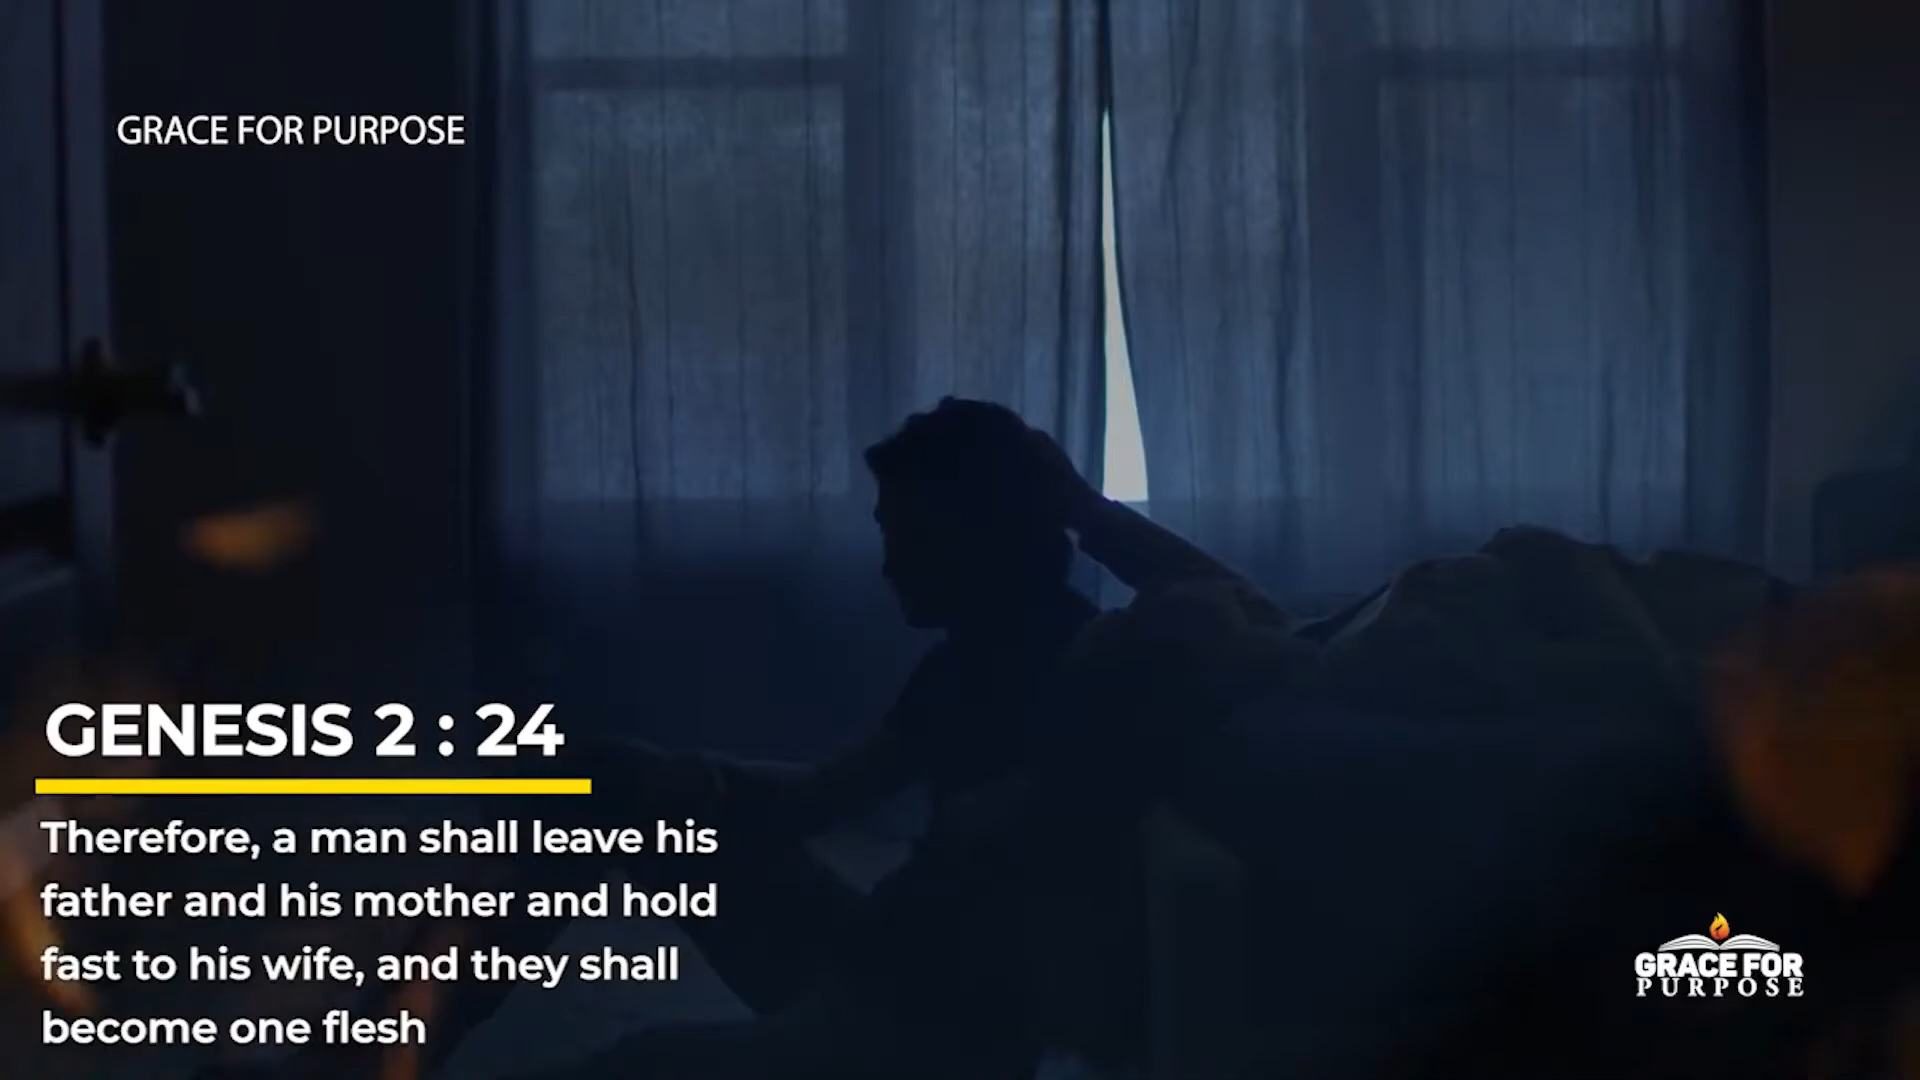 GRACE FOR PURPOSE
GENESIS 2 : 24
Therefore, a man shall leave his
father and his mother and hold
fast to his wife, and they shall
become one flesh
GRACE FOR
PURPOSE